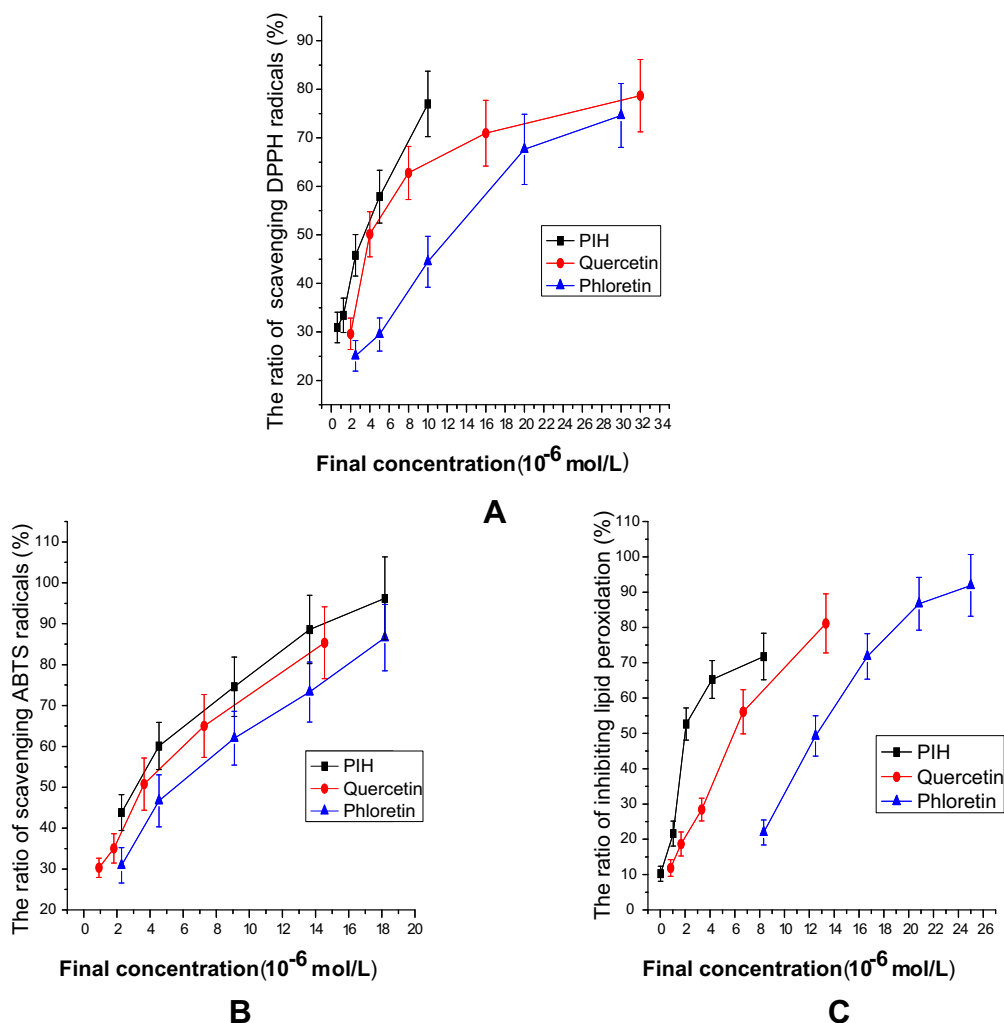 The ratio of scavenging DPPH radicals (%)
90
80
70
60
50
40
30
20
PIH
Quercetin
Phloretin
0 2 4 6 8 10 12 14 16 18 20 22 24 26 28 30 32 34
Final concentration(10-6 mol/L)
A
The ratio of scavenging ABTS radicals (%)
110
100
90
80
70
60
50
40
30
20
PIH
Quercetin
Phloretin
0 2 4 6 8 10 12 14 16 18 20
Final concentration(10-6 mol/L)
B
The ratio of inhibiting lipid peroxidation (%)
110
100
90
80
70
60
50
40
30
20
10
0
PIH
Quercetin
Phloretin
0 2 4 6 8 10 12 14 16 18 20 22 24 26
Final concentration(10-6 mol/L)
C